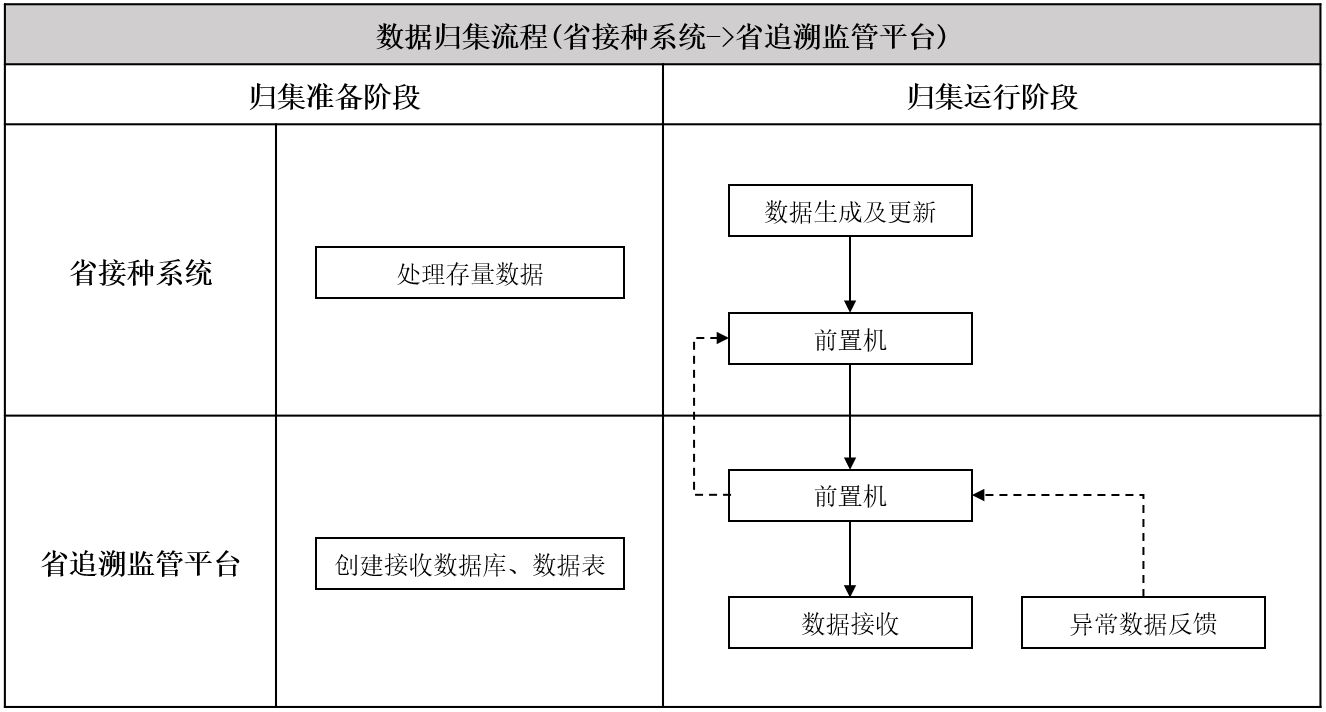 数据归集流程(省接种系统->省追溯监管平台)
归集准备阶段
归集运行阶段
省接种系统
处理存量数据
数据生成及更新
前置机
省追溯监管平台
创建接收数据库、数据表
前置机
数据接收
异常数据反馈